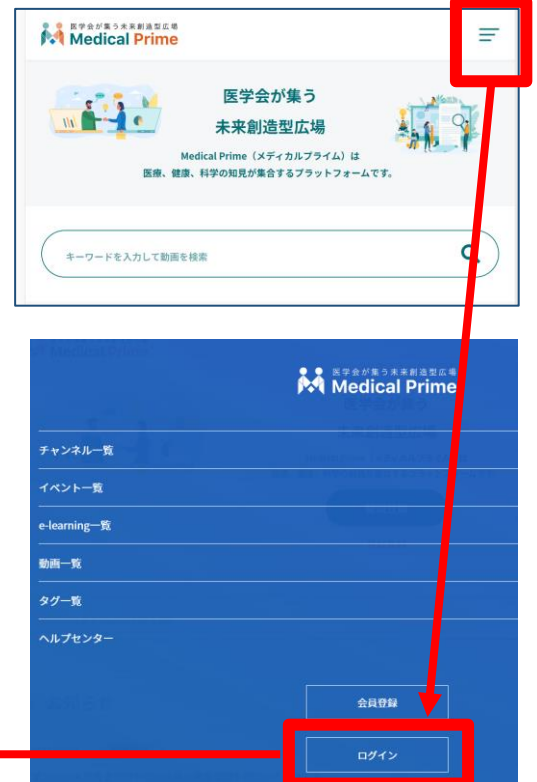 医学会が集う未来創造型広場
Medical Prime
医学会が集う
未来創造型広場
Medical Prime（メディカルプライム）は
医療、健康、科学の知見が集合するプラットフォームです。
キーワードを入力して動画を検索
医学会が集う未来創造型広場
Medical Prime
チャンネル一覧
イベント一覧
e-learning一覧
動画一覧
タグ一覧
ヘルプセンター
会員登録
ログイン